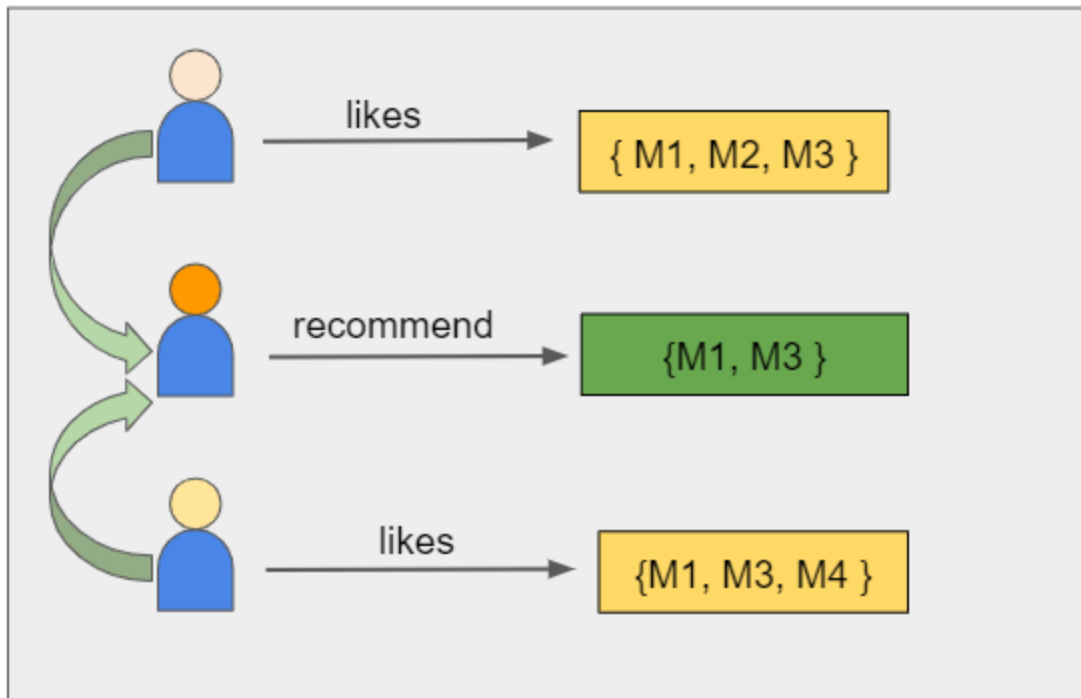 likes
{ M1, M2, M3 }
recommend
{M1, M3 }
likes
{M1, M3, M4 }